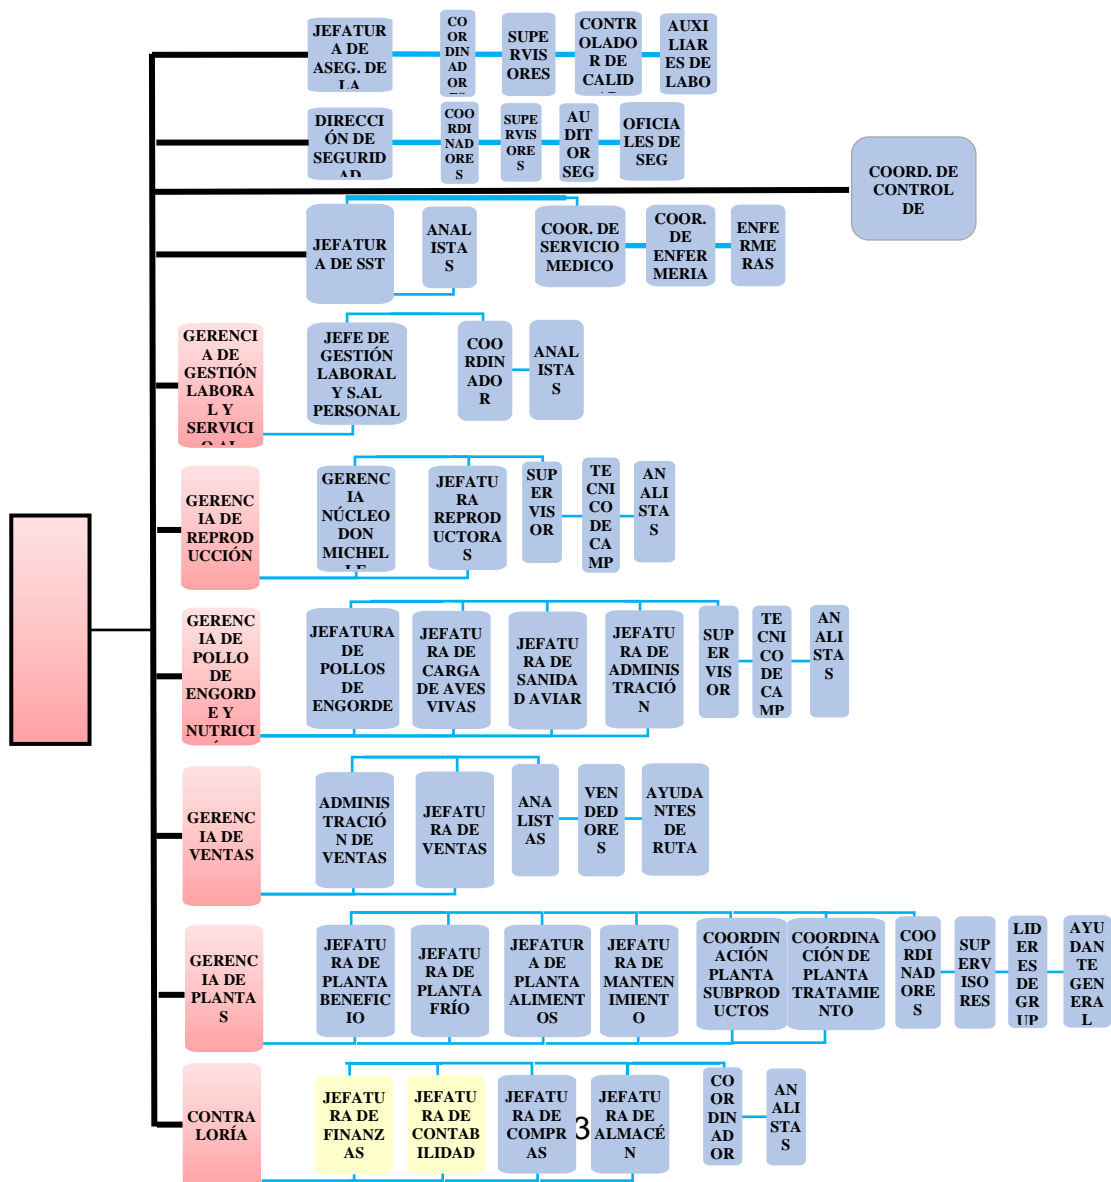 JEFATUR
A DE
ASEG. DE
LA
CO
OR
DIN
AD
OR
ES
SUPE
RVIS
ORES
CONTR
OLADO
R DE
CALID
AUXI
LIAR
ES DE
LABO
DIRECCI
ÓN DE
SEGURID
AD
COO
RDI
NAD
ORE
S
SUPE
RVIS
ORE
S
AU
DIT
OR
SEG
OFICIA
LES DE
SEG
COORD. DE
CONTROL
DE
JEFATUR
A DE SST
ANAL
ISTA
S
COOR. DE
SERVICIO
MEDICO
COOR.
DE
ENFER
MERIA
ENFE
RME
RAS
GERENCI
A DE
GESTIÓN
LABORA
L Y
SERVICI
O AL
JEFE DE
GESTIÓN
LABORAL
Y S.AL
PERSONAL
COO
RDIN
ADO
R
ANAL
ISTA
S
GERENC
IA DE
REPROD
UCCIÓN
GERENC
IA
NÚCLEO
DON
MICHEL
LE
JEFATU
RA
REPROD
UCTORA
S
SUP
ER
VIS
OR
TE
CNI
CO
DE
CA
MP
AN
ALI
STA
S
GERENC
IA DE
POLLO
DE
ENGORD
E Y
NUTRICI
ÓN
JEFATURA
DE
POLLOS
DE
ENGORDE
JEFATU
RA DE
CARGA
DE AVES
VIVAS
JEFATU
RA DE
SANIDA
D AVIAR
JEFATU
RA DE
ADMINIS
TRACIÓ
N
SUP
ER
VIS
OR
TE
CNI
CO
DE
CA
MP
AN
ALI
STA
S
GERENC
IA DE
VENTAS
ADMINIS
TRACIÓ
N DE
VENTAS
JEFATU
RA DE
VENTAS
ANA
LIST
AS
VEN
DED
ORE
S
AYUDA
NTES
DE
RUTA
GERENC
IA DE
PLANTA
S
JEFATU
RA DE
PLANTA
BENEFIC
IO
JEFATU
RA DE
PLANTA
FRÍO
JEFATUR
A DE
PLANTA
ALIMENT
OS
JEFATU
RA DE
MANTEN
IMIENT
O
COORDIN
ACIÓN
PLANTA
SUBPROD
UCTOS
COORDINA
CIÓN DE
PLANTA
TRATAMIE
NTO
COO
RDI
NAD
ORE
S
SUP
ERV
ISO
RES
LID
ER
ES
DE
GR
UP
AYU
DAN
TE
GEN
ERA
L
CONTRA
LORÍA
JEFATU
RA DE
FINANZ
AS
JEFATU
RA DE
CONTAB
ILIDAD
JEFATU
RA DE
COMPR
AS
3
JEFATU
RA DE
ALMACÉ
N
CO
OR
DIN
AD
OR
AN
ALI
STA
S